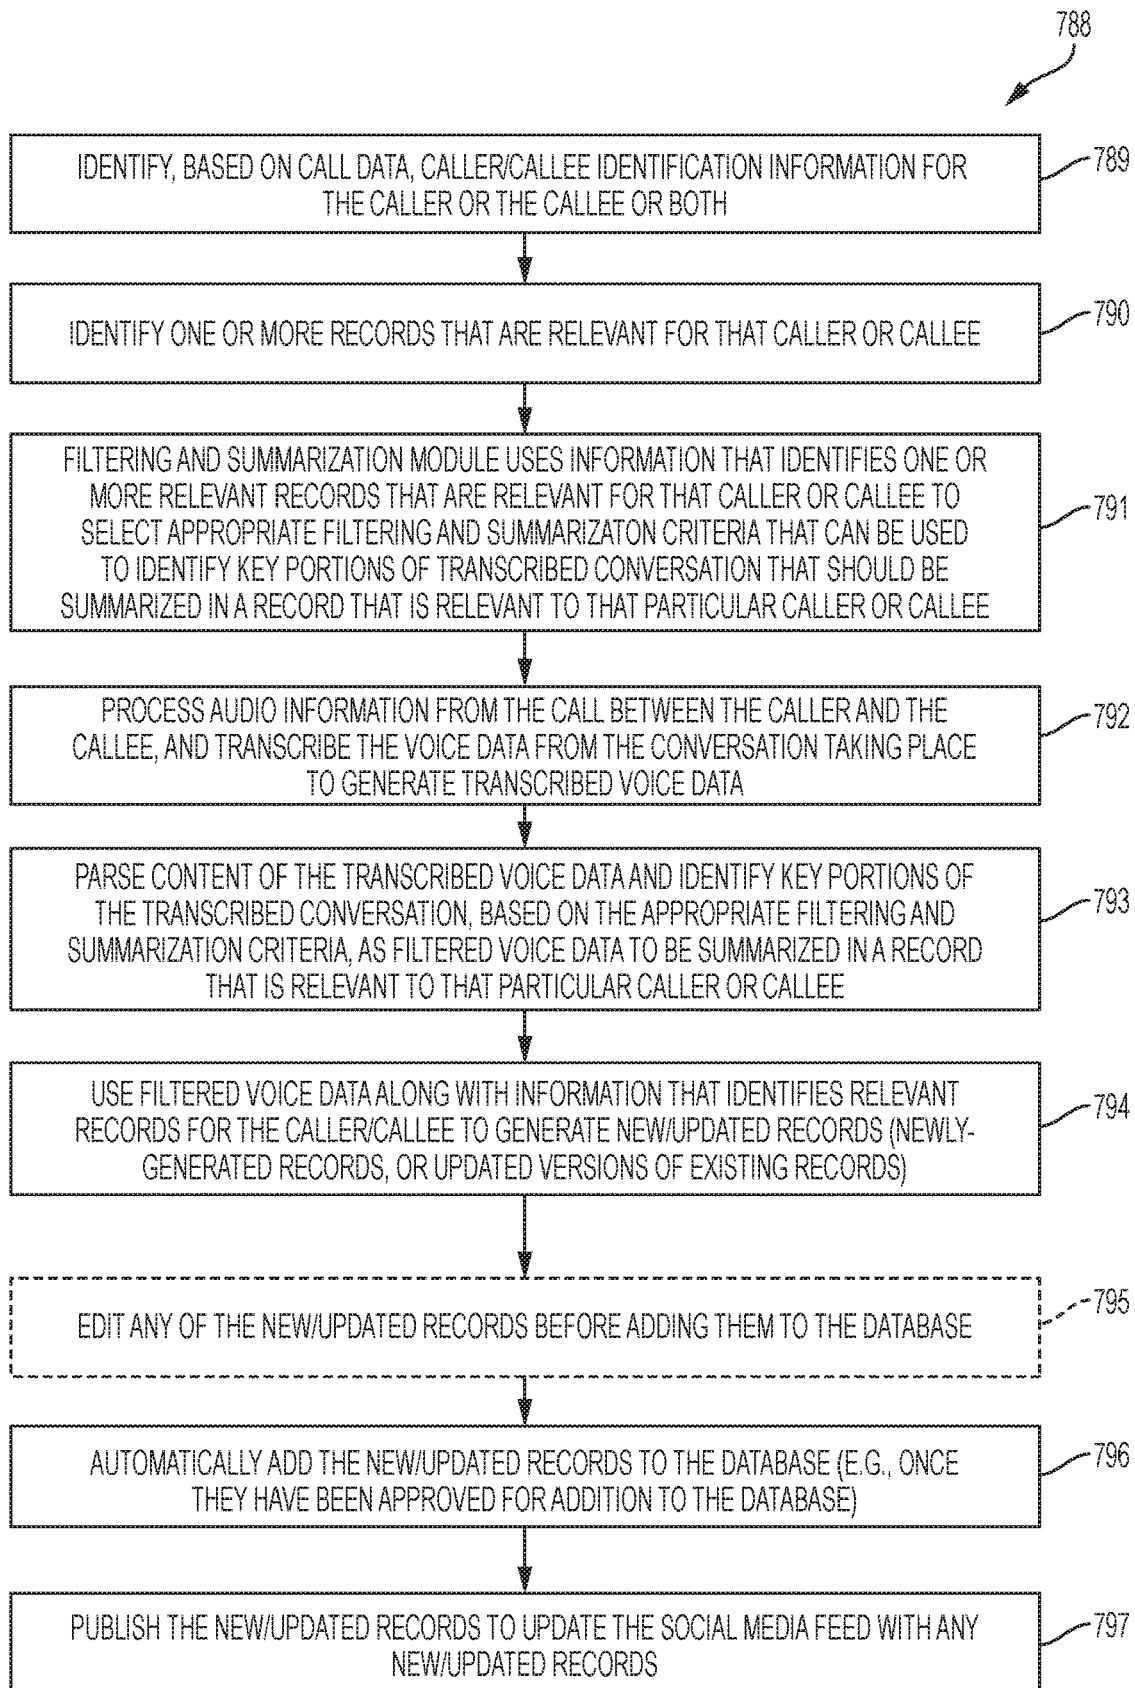 788
IDENTIFY, BASED ON CALL DATA, CALLER/CALLEE IDENTIFICATION INFORMATION FOR
THE CALLER OR THE CALLEE OR BOTH
789
IDENTIFY ONE OR MORE RECORDS THAT ARE RELEVANT FOR THAT CALLER OR CALLEE
790
FILTERING AND SUMMARIZATION MODULE USES INFORMATION THAT IDENTIFIES ONE OR
MORE RELEVANT RECORDS THAT ARE RELEVANT FOR THAT CALLER OR CALLEE TO
SELECT APPROPRIATE FILTERING AND SUMMARIZATON CRITERIA THAT CAN BE USED
TO IDENTIFY KEY PORTIONS OF TRANSCRIBED CONVERSATION THAT SHOULD BE
SUMMARIZED IN A RECORD THAT IS RELEVANT TO THAT PARTICULAR CALLER OR CALLEE
791
PROCESS AUDIO INFORMATION FROM THE CALL BETWEEN THE CALLER AND THE
CALLEE, AND TRANSCRIBE THE VOICE DATA FROM THE CONVERSATION TAKING PLACE
TO GENERATE TRANSCRIBED VOICE DATA
792
PARSE CONTENT OF THE TRANSCRIBED VOICE DATA AND IDENTIFY KEY PORTIONS OF
THE TRANSCRIBED CONVERSATION, BASED ON THE APPROPRIATE FILTERING AND
SUMMARIZATION CRITERIA, AS FILTERED VOICE DATA TO BE SUMMARIZED IN A RECORD
THAT IS RELEVANT TO THAT PARTICULAR CALLER OR CALLEE
793
USE FILTERED VOICE DATA ALONG WITH INFORMATION THAT IDENTIFIES RELEVANT
RECORDS FOR THE CALLER/CALLEE TO GENERATE NEW/UPDATED RECORDS (NEWLY-
GENERATED RECORDS, OR UPDATED VERSIONS OF EXISTING RECORDS)
794
EDIT ANY OF THE NEW/UPDATED RECORDS BEFORE ADDING THEM TO THE DATABASE
795
AUTOMATICALLY ADD THE NEW/UPDATED RECORDS TO THE DATABASE (E.G., ONCE
THEY HAVE BEEN APPROVED FOR ADDITION TO THE DATABASE)
796
PUBLISH THE NEW/UPDATED RECORDS TO UPDATE THE SOCIAL MEDIA FEED WITH ANY
NEW/UPDATED RECORDS
797